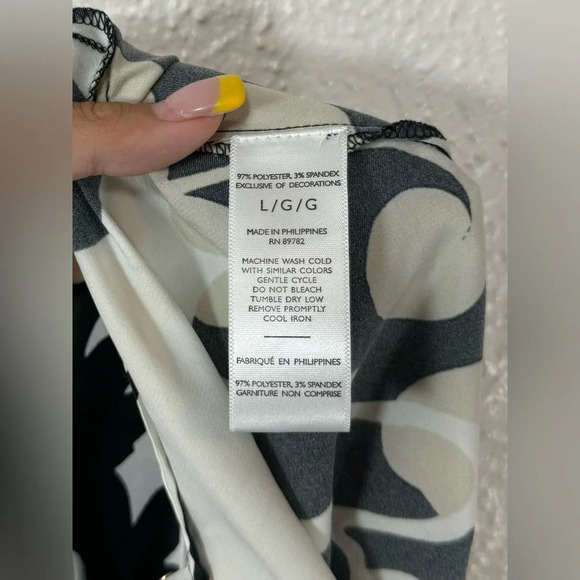 97% POLYESTER, 3% SPANDEX
EXCLUSIVE OF DECORATIONS
L/G/G
MADE IN PHILIPPINES
RN 89782
MACHINE WASH COLD
WITH SIMILAR COLORS
GENTLE CYCLE
DO NOT BLEACH
TUMBLE DRY LOW
REMOVE PROMPTLY
COOL IRON
FABRIQUÉ EN PHILIPPINES
97% POLYESTER, 3% SPANDEX
GARNITURE NON COMPRISE